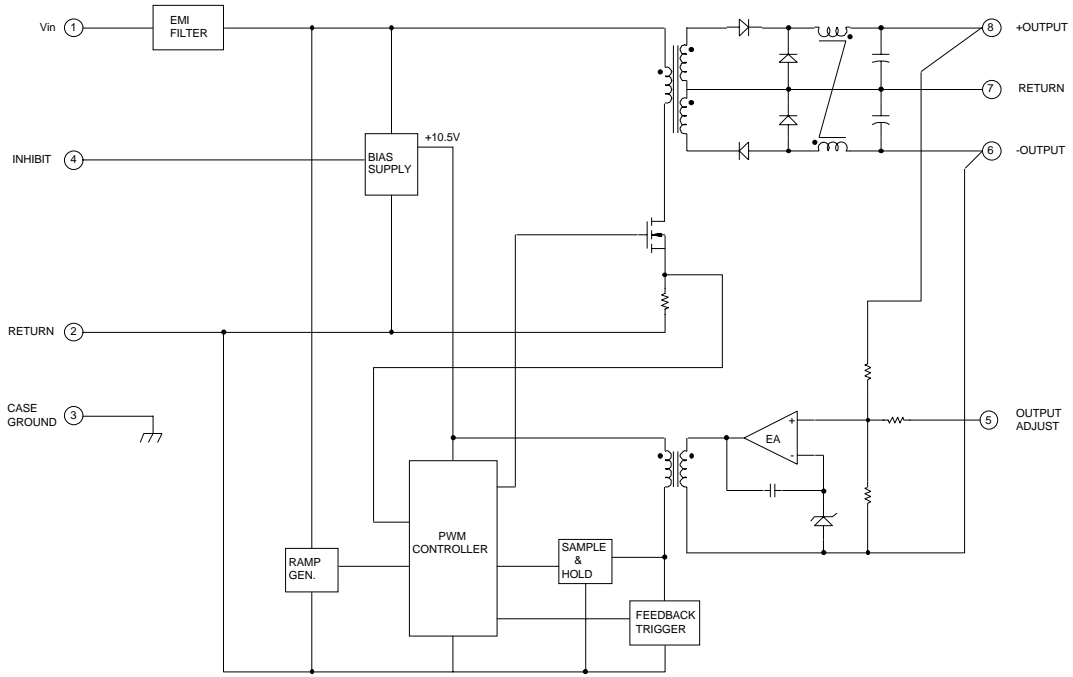 Vin 1
EMI
FILTER
8 +OUTPUT
7 RETURN
+10.5V
INHIBIT 4
BIAS
SUPPLY
6 -OUTPUT
RETURN 2
CASE
GROUND 3
+
EA
-
5 OUTPUT
ADJUST
PWM
CONTROLLER
SAMPLE
&
HOLD
RAMP
GEN.
FEEDBACK
TRIGGER